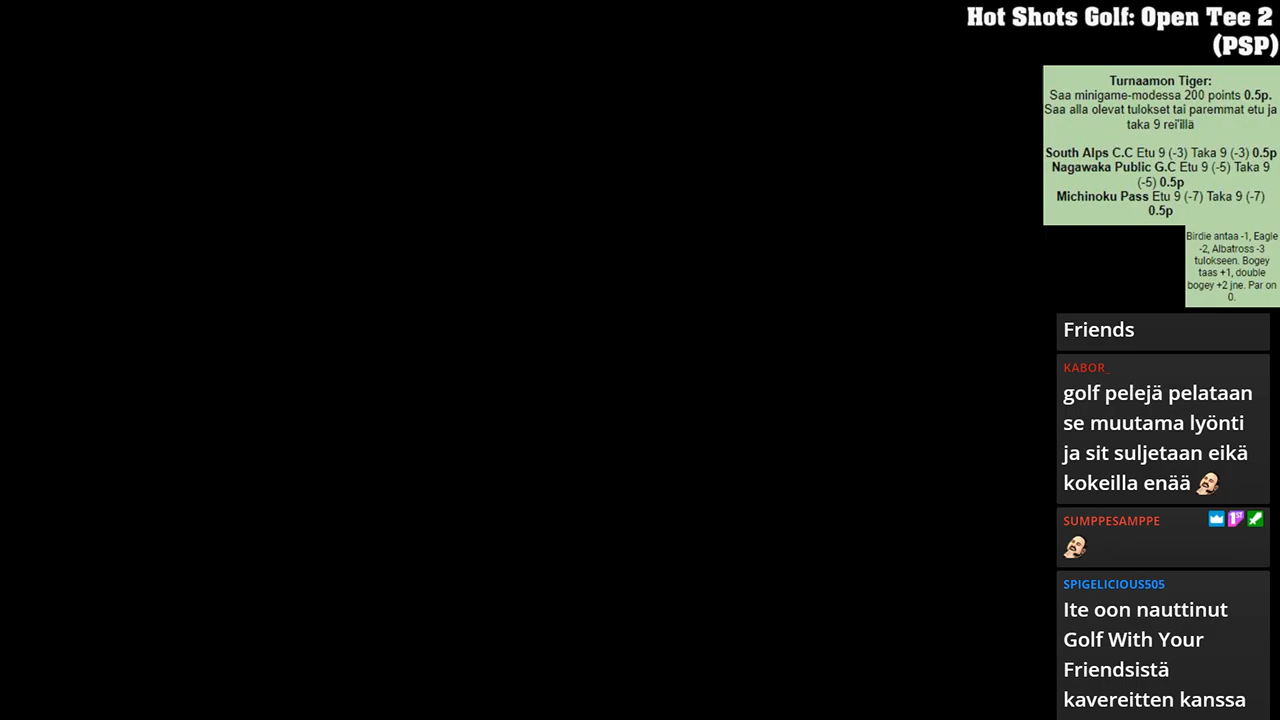 Hot Shots Golf: Open Tee 2
(PSP)
Turnaamon Tiger:
Saa minigame-modessa 200 points 0.5p.
Saa alla olevat tulokset tai paremmat etu ja
taka 9 rei'illä
South Alps C.C Etu 9 (-3) Taka 9 (-3) 0.5p
Nagawaka Public G.C Etu 9 (-5) Taka 9
(-5) 0.5p
Michinoku Pass Etu 9 (-7) Taka 9 (-7)
0.5p
Birdie antaa -1, Eagle
-2, Albatross -3
tulokseen. Bogey
taas +1, double
bogey +2 jne. Par on
0.
Friends
KABOR_
golf pelejä pelataan
se muutama lyönti
ja sit suljetaan eikä
kokeilla enää
SUMPPESAMPPE
1ST
SPIGELICIOUS505
Ite oon nauttinut
Golf With Your
Friendsistä
kavereitten kanssa